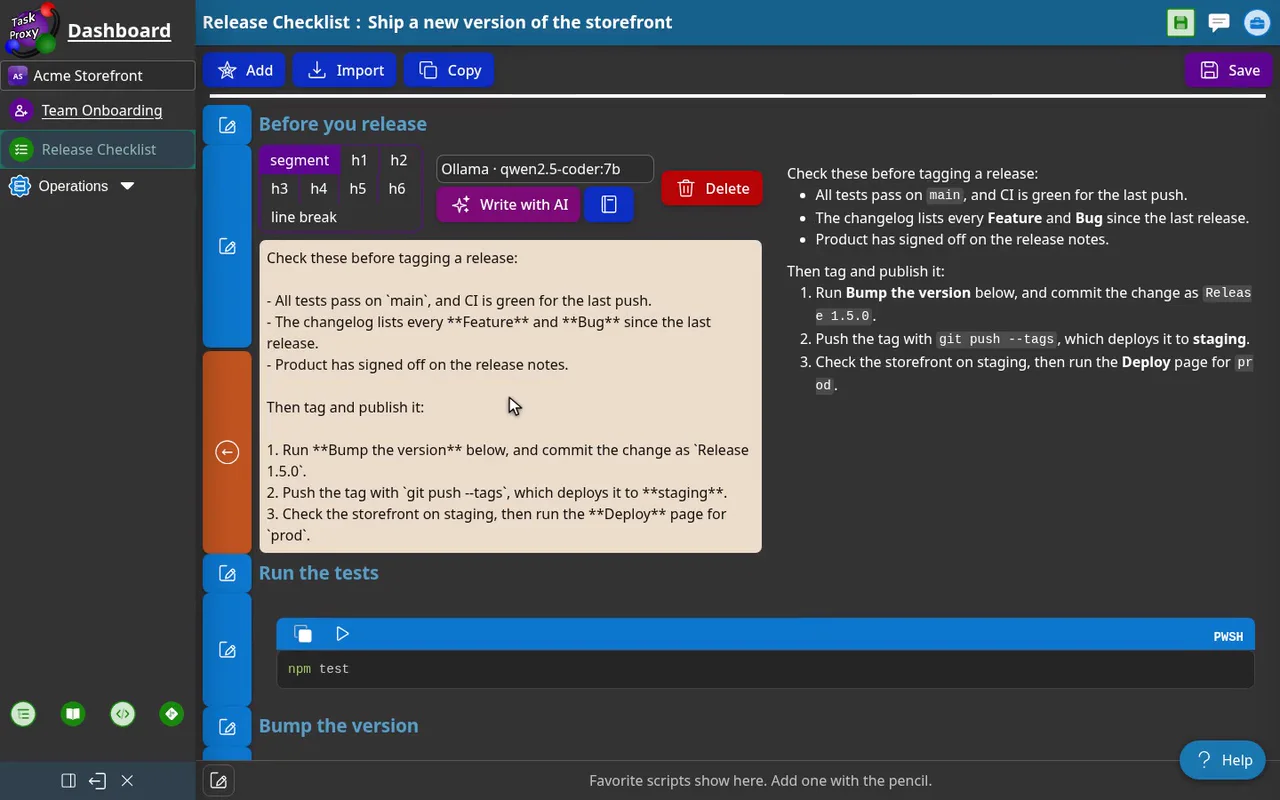 Task
Proxy
Dashboard
Release Checklist : Ship a new version of the storefront
AS Acme Storefront
Team Onboarding
Release Checklist
Operations
Add
Import
Copy
Save
Before you release
segment h1 h2
h3 h4 h5 h6
line break
Ollama · qwen2.5-coder:7b
Write with AI
Delete
Check these before tagging a release:
- All tests pass on `main`, and CI is green for the last push.
- The changelog lists every **Feature** and **Bug** since the last
release.
- Product has signed off on the release notes.
Then tag and publish it:
1. Run **Bump the version** below, and commit the change as `Release
1.5.0`.
2. Push the tag with `git push --tags`, which deploys it to **staging**.
3. Check the storefront on staging, then run the **Deploy** page for
`prod`.
Check these before tagging a release:
• All tests pass on main, and CI is green for the last push.
• The changelog lists every Feature and Bug since the last release.
• Product has signed off on the release notes.
Then tag and publish it:
1. Run Bump the version below, and commit the change as Releas
e 1.5.0.
2. Push the tag with git push --tags, which deploys it to staging.
3. Check the storefront on staging, then run the Deploy page for pr
od.
Run the tests
PWSH
npm test
Bump the version
Favorite scripts show here. Add one with the pencil.
? Help